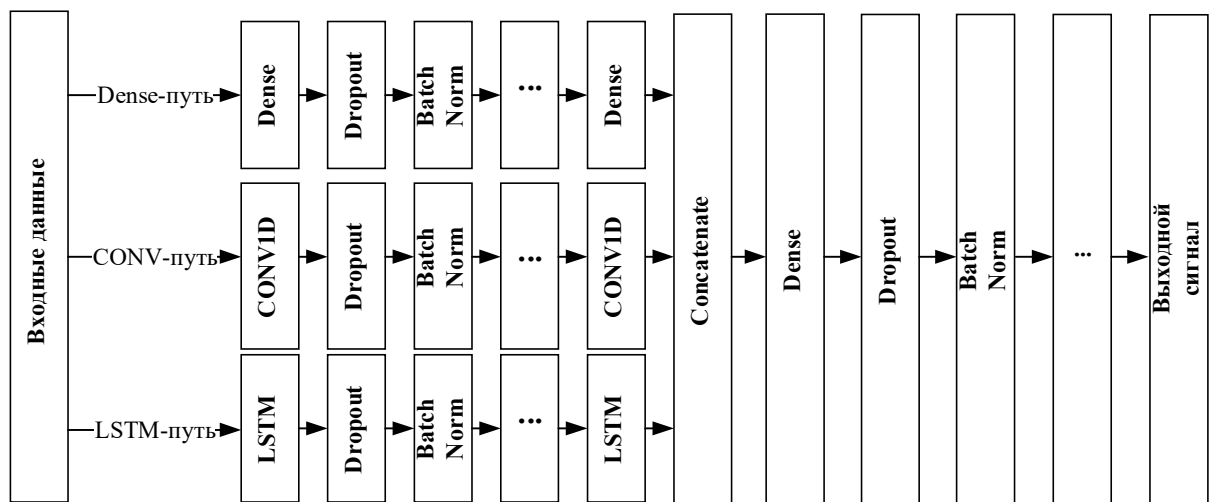 Входные данные
Dense-путь
Dense
Dropout
Batch
Norm
...
Dense
CONV-путь
CONV1D
Dropout
Batch
Norm
...
CONV1D
LSTM-путь
LSTM
Dropout
Batch
Norm
...
LSTM
Concatenate
Dense
Dropout
Batch
Norm
...
Выходной
сигнал